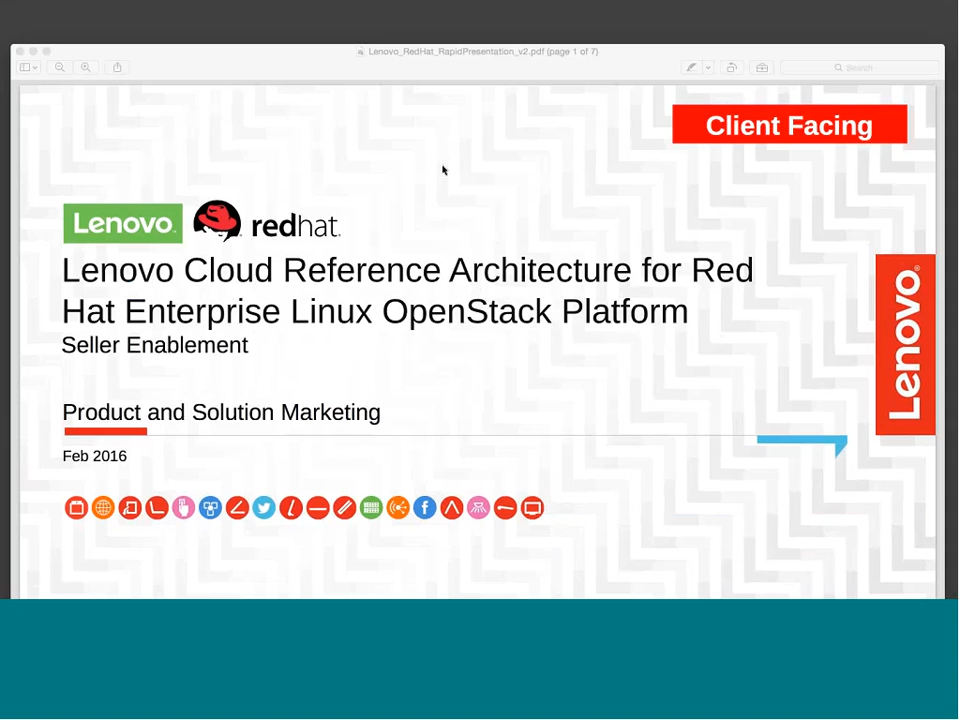 Lenovo_RedHat_RapidPresentation_v2.pdf (page 1 of 7)
Search
Client Facing
Lenovo redhat.
Lenovo Cloud Reference Architecture for Red
Hat Enterprise Linux OpenStack Platform
Seller Enablement
Lenovo®
Product and Solution Marketing
Feb 2016